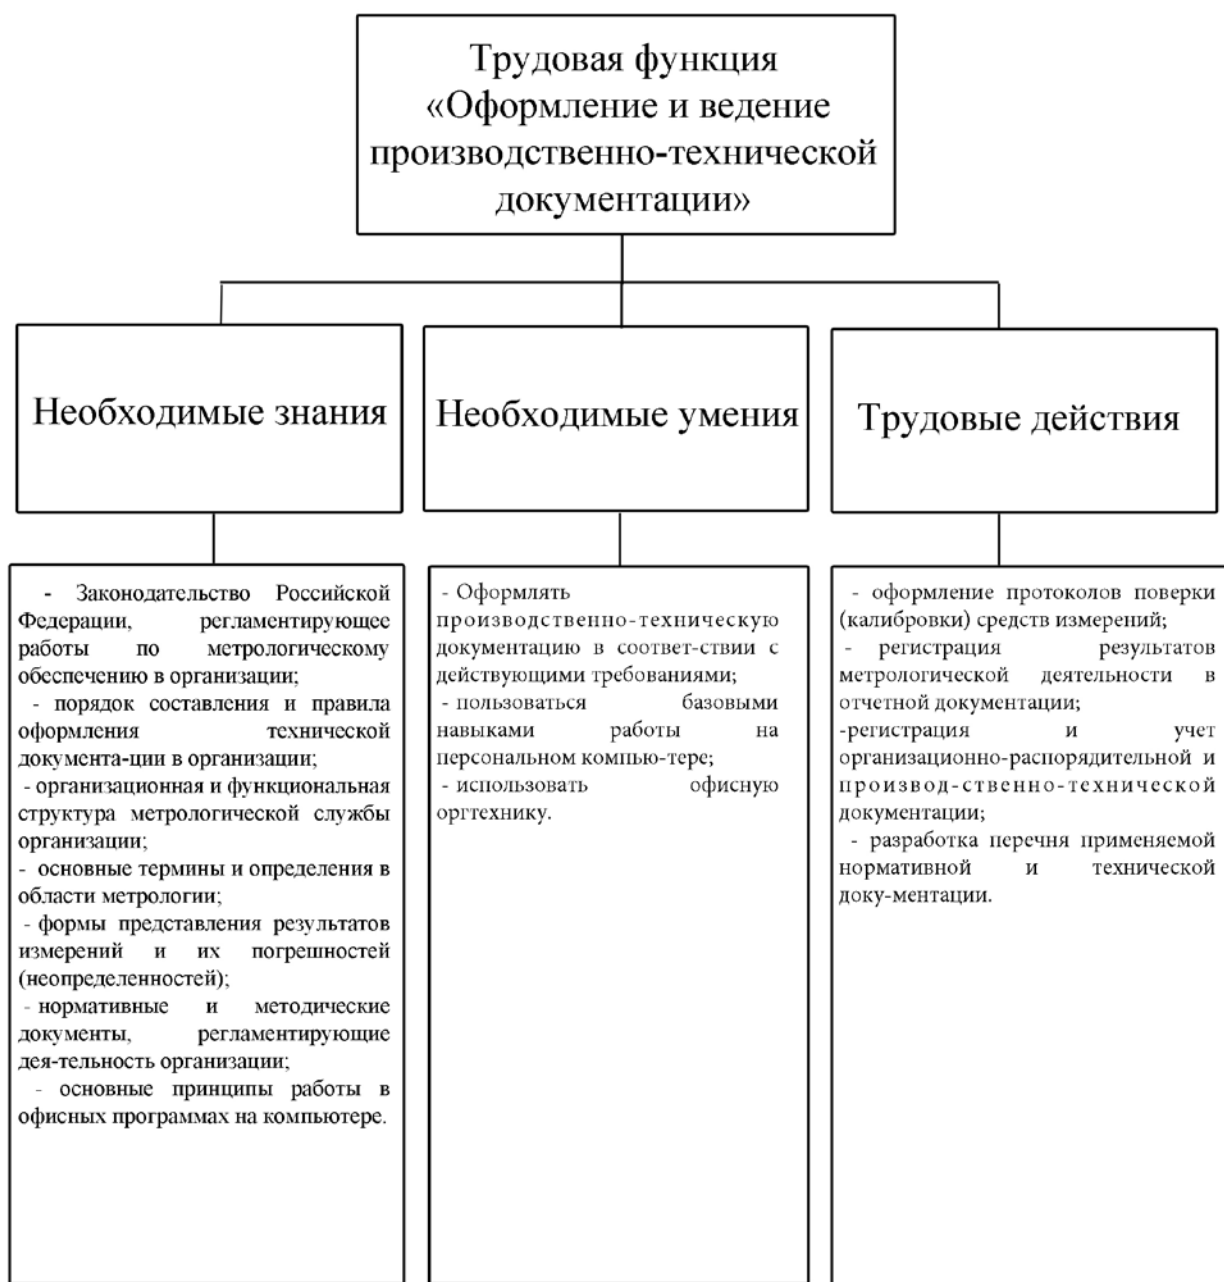 Трудовая функция
«Оформление и ведение
производственно-технической
документации»
Необходимые знания
Необходимые умения
Трудовые действия
- Законодательство Российской
Федерации, регламентирующее
работы по метрологическому
обеспечению в организации;
- порядок составления и правила
оформления технической
документа-ции в организации;
- организационная и функциональная
структура метрологической службы
организации;
- основные термины и определения в
области метрологии;
- формы представления результатов
измерений и их погрешностей
(неопределенностей);
- нормативные и методические
документы, регламентирующие
дея-тельность организации;
- основные принципы работы в
офисных программах на компьютере.
- Оформлять
производственно-техническую
документацию в соответ-ствии с
действующими требованиями;
- пользоваться базовыми
навыками работы на
персональном компью-тере;
- использовать офисную
оргтехнику.
- оформление протоколов поверки
(калибровки) средств измерений;
- регистрация результатов
метрологической деятельности в
отчетной документации;
-регистрация и учет
организационно-распорядительной и
производ-ственно-технической
документации;
- разработка перечня применяемой
нормативной и технической
доку-ментации.